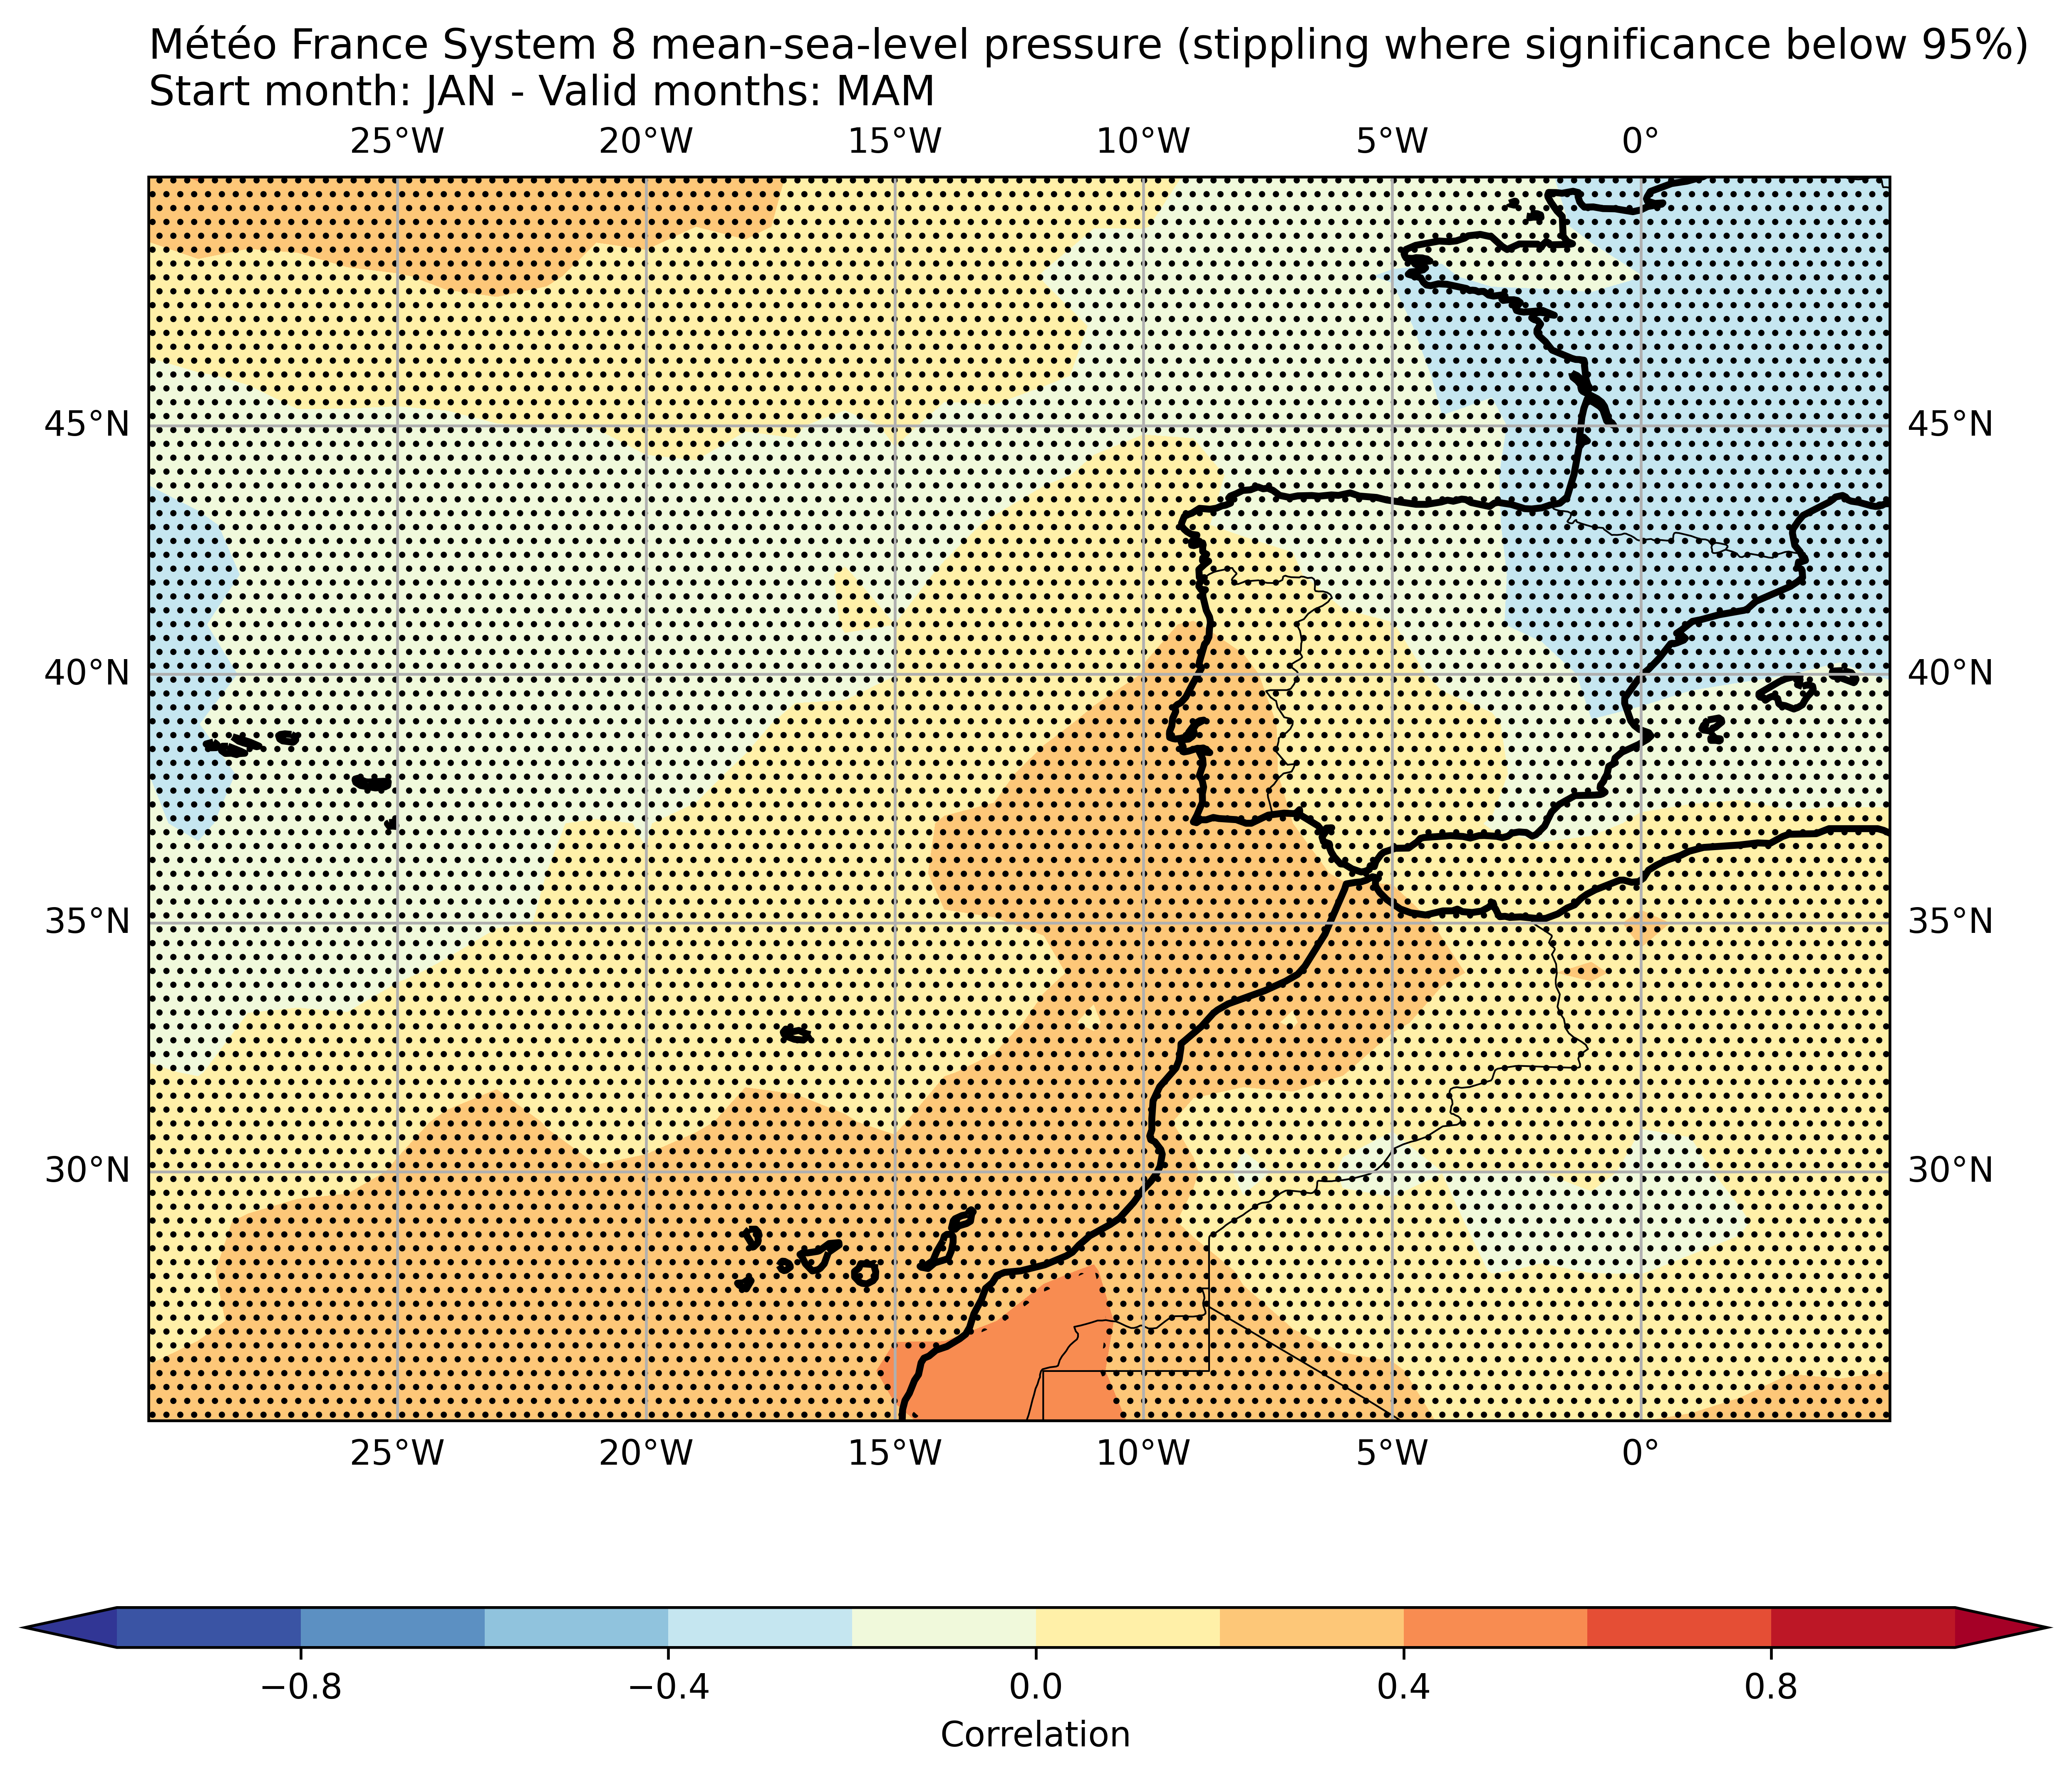 Météo France System 8 mean-sea-level pressure (stippling where significance below 95%)
Start month: JAN - Valid months: MAM
25°W 20°W 15°W 10°W 5°W 0°
45°N 45°N
40°N 40°N
35°N 35°N
30°N 30°N
25°W 20°W 15°W 10°W 5°W 0°
−0.8 −0.4 0.0 0.4 0.8
Correlation